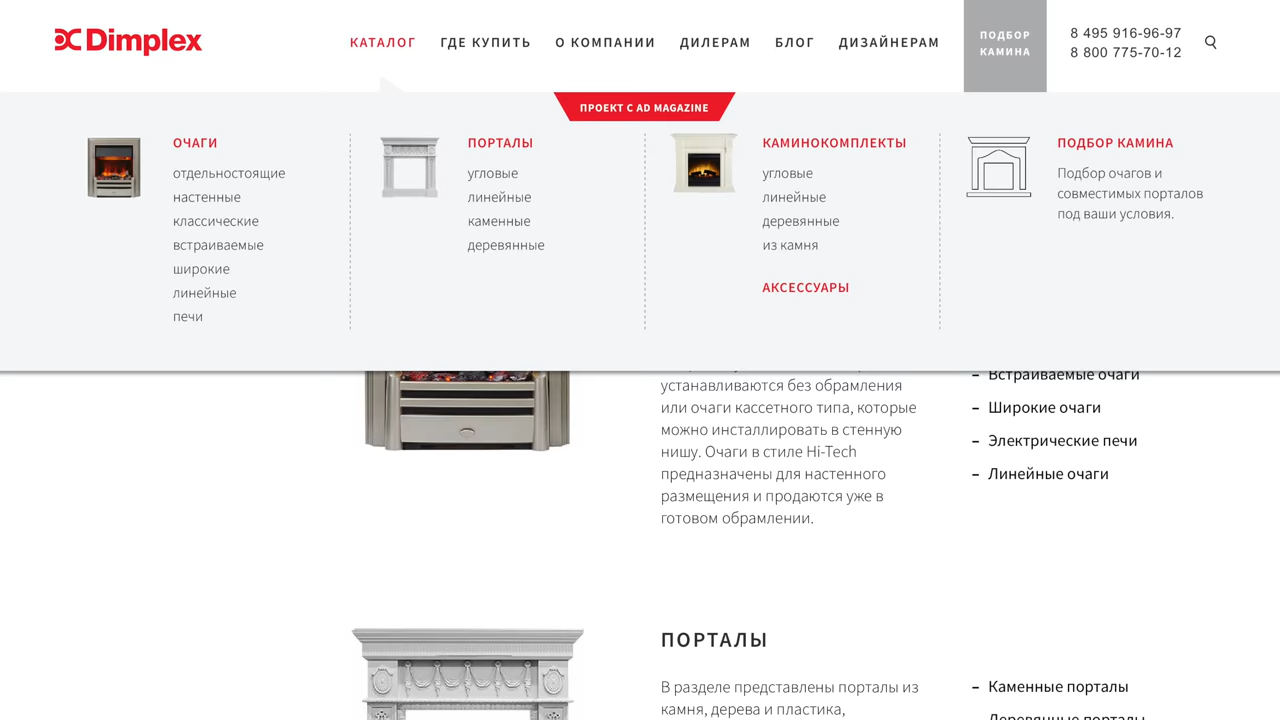 Dimplex
КАТАЛОГ
ГДЕ КУПИТЬ
О КОМПАНИИ
ДИЛЕРАМ
БЛОГ
ДИЗАЙНЕРАМ
ПОДБОР
КАМИНА
8 495 916-96-97
8 800 775-70-12
ПРОЕКТ С AD MAGAZINE
ОЧАГИ
отдельностоящие
настенные
классические
встраиваемые
широкие
линейные
печи
ПОРТАЛЫ
угловые
линейные
каменные
деревянные
КАМИНОКОМПЛЕКТЫ
угловые
линейные
деревянные
из камня
АКСЕССУАРЫ
ПОДБОР КАМИНА
Подбор очагов и
совместимых порталов
под ваши условия.
устанавливаются без обрамления
или очаги кассетного типа, которые
можно инсталлировать в стенную
нишу. Очаги в стиле Hi-Tech
предназначены для настенного
размещения и продаются уже в
готовом обрамлении.
– Встраиваемые очаги
– Широкие очаги
– Электрические печи
– Линейные очаги
ПОРТАЛЫ
В разделе представлены порталы из
камня, дерева и пластика,
– Каменные порталы
– Деревянные порталы